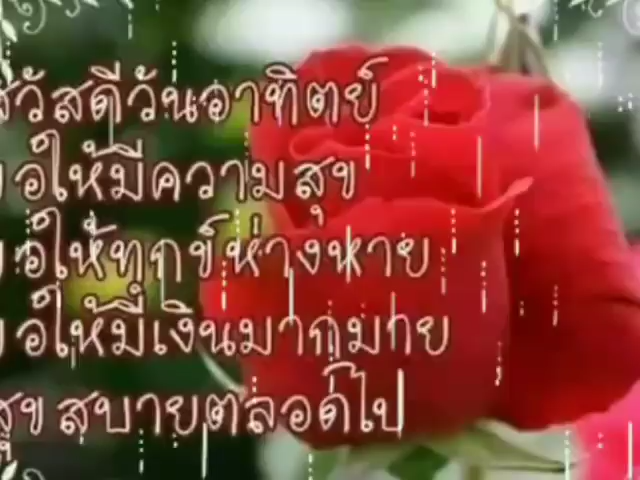 สวัสดีวันอาทิตย์
ขอให้มีความสุข
ขอให้ทุกข์ห่างหาย
ขอให้มีเงินมากมาย
สุข สบายตลอดไป